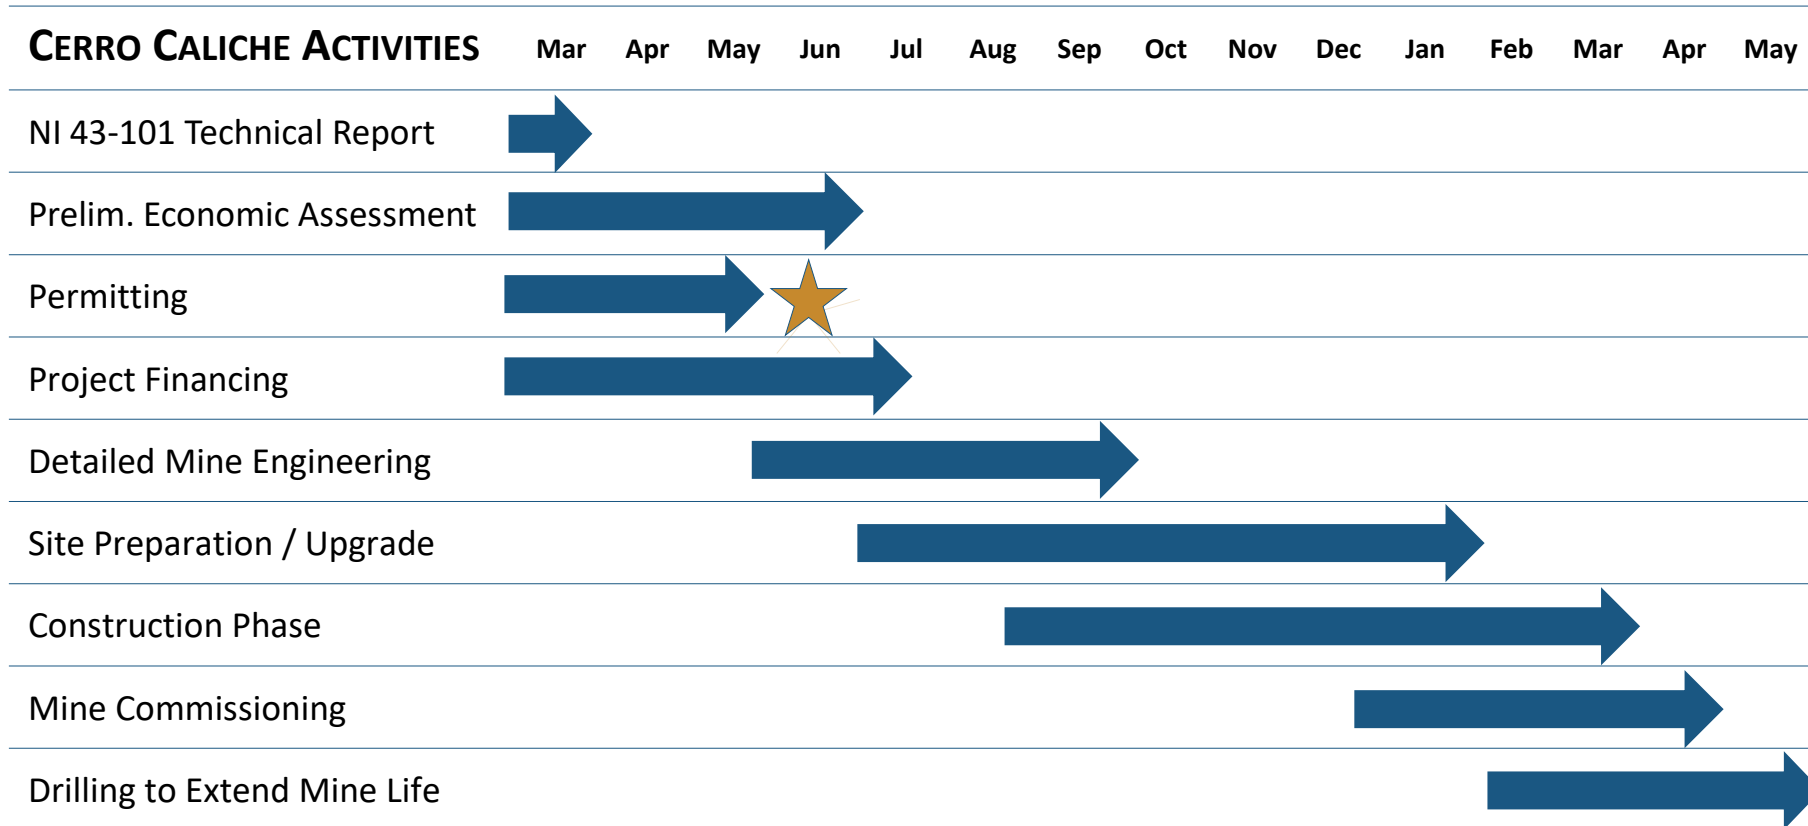 CERRO CALICHE ACTIVITIES Mar Apr May Jun Jul Aug Sep Oct Nov Dec Jan Feb Mar Apr May
NI 43-101 Technical Report
Prelim. Economic Assessment
Permitting
Project Financing
Detailed Mine Engineering
Site Preparation / Upgrade
Construction Phase
Mine Commissioning
Drilling to Extend Mine Life